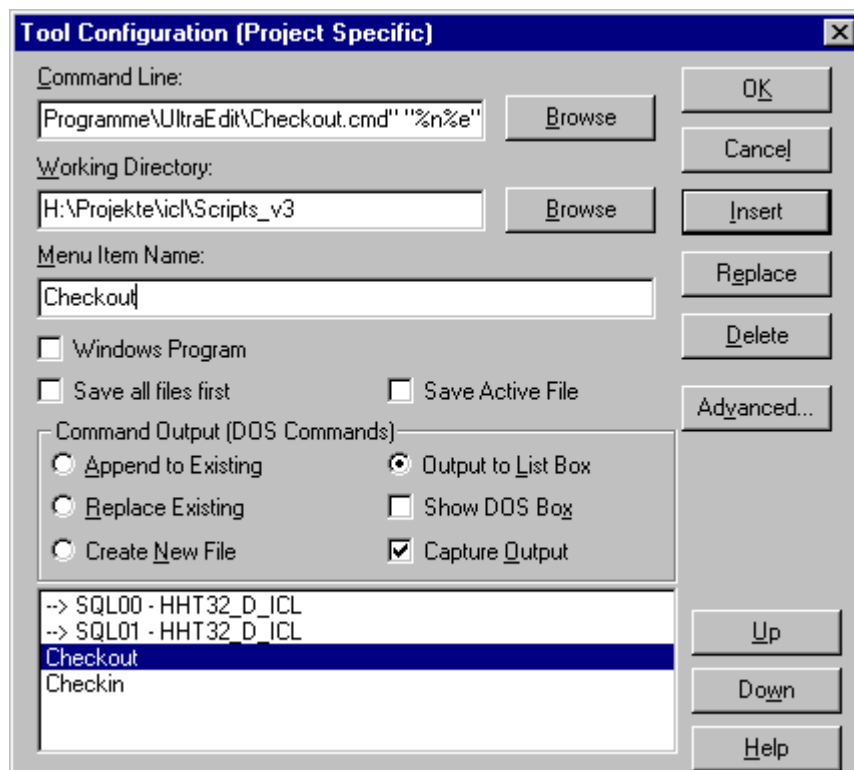 Tool Configuration (Project Specific)
Command Line:
Programme\UltraEdit\Checkout.cmd" "%n%e"
Browse
OK
Cancel
Working Directory:
H:\Projekte\icl\Scripts_v3
Browse
Insert
Menu Item Name:
Checkout
Replace
Delete
Windows Program
Save all files first
Save Active File
Advanced...
Command Output (DOS Commands)
Append to Existing
Output to List Box
Replace Existing
Show DOS Box
Create New File
Capture Output
--> SQL00 - HHT32_D_ICL
--> SQL01 - HHT32_D_ICL
Checkout
Checkin
Up
Down
Help